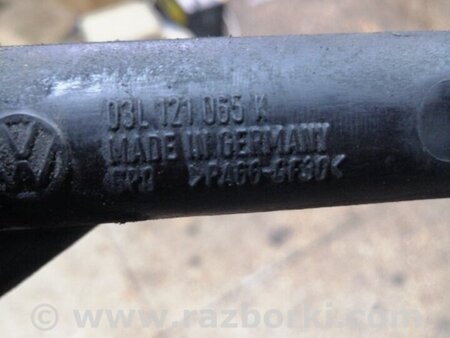 03L 121 065 K
MADE IN GERMANY
>PA66-GF30<
© www.razborki.com